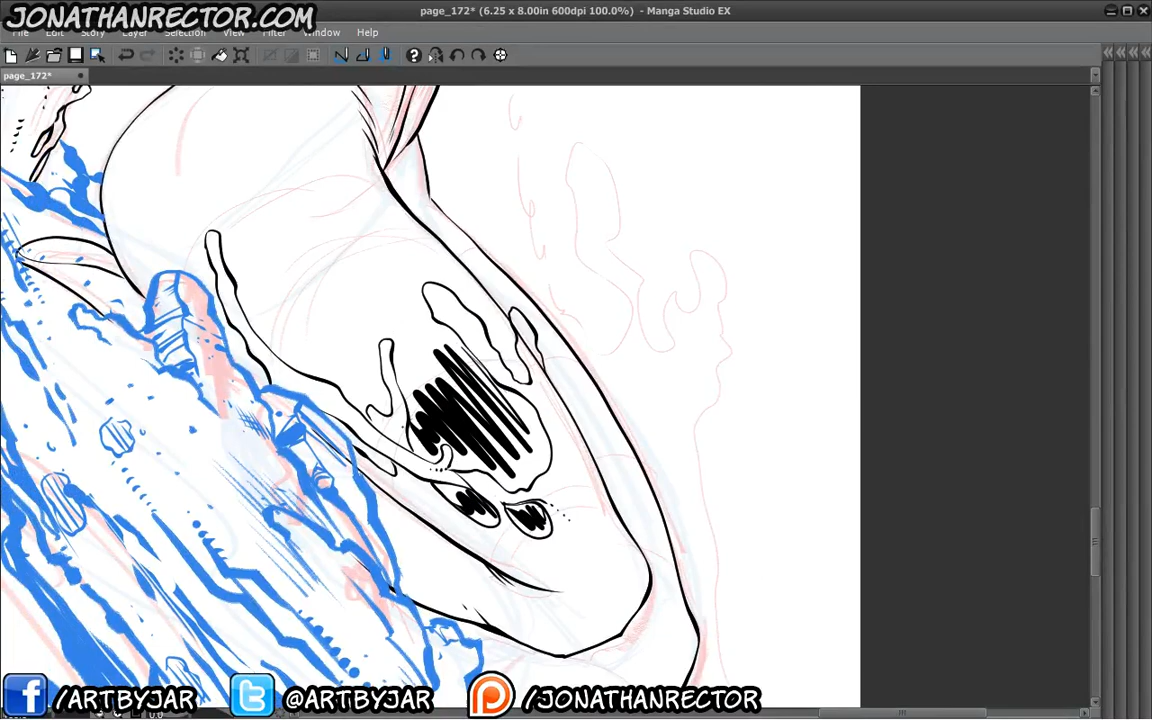 JONATHANRECTOR.COM
page_172* (6.25 x 8.00in 600dpi 100.0%) - Manga Studio EX
File Edit Story Layer Selection View Filter Window Help
page_172*
/ARTBYJAR @ARTBYJAR /JONATHANRECTOR